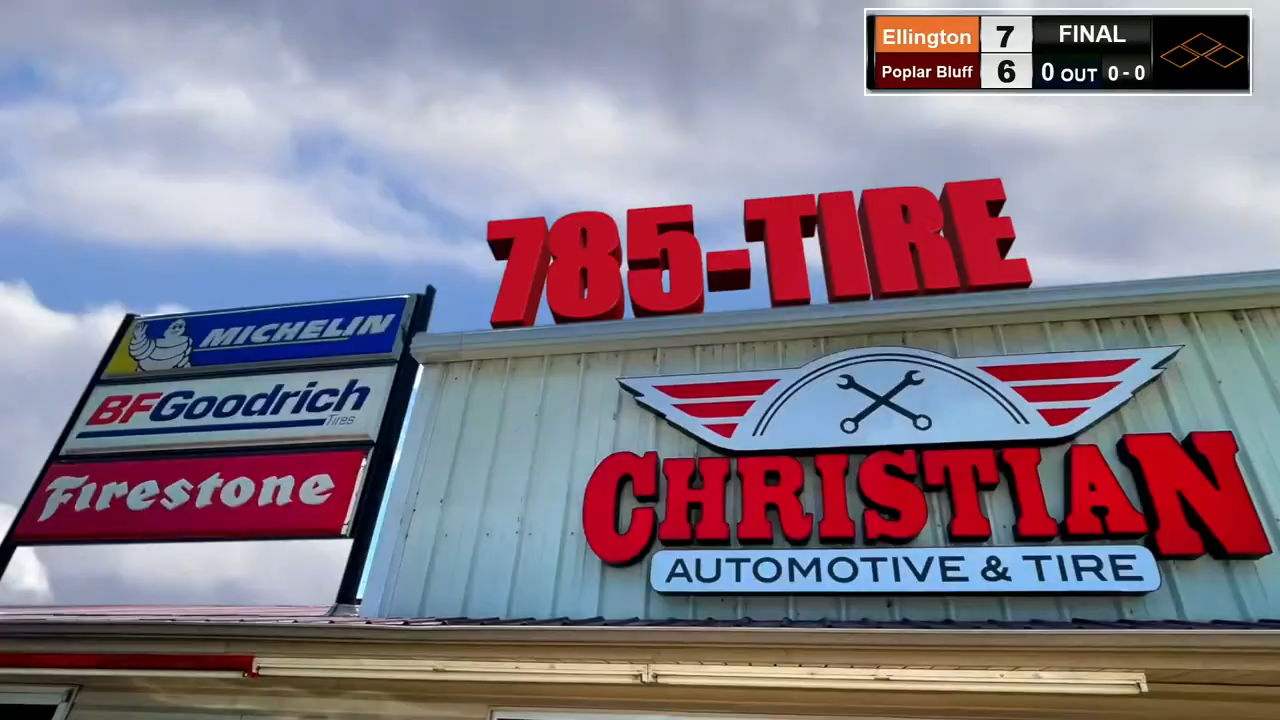 Ellington 7 FINAL
Poplar Bluff 6 0 OUT 0 - 0
785-TIRE
MICHELIN
BFGoodrich
Tires
Firestone
CHRISTIAN
AUTOMOTIVE & TIRE